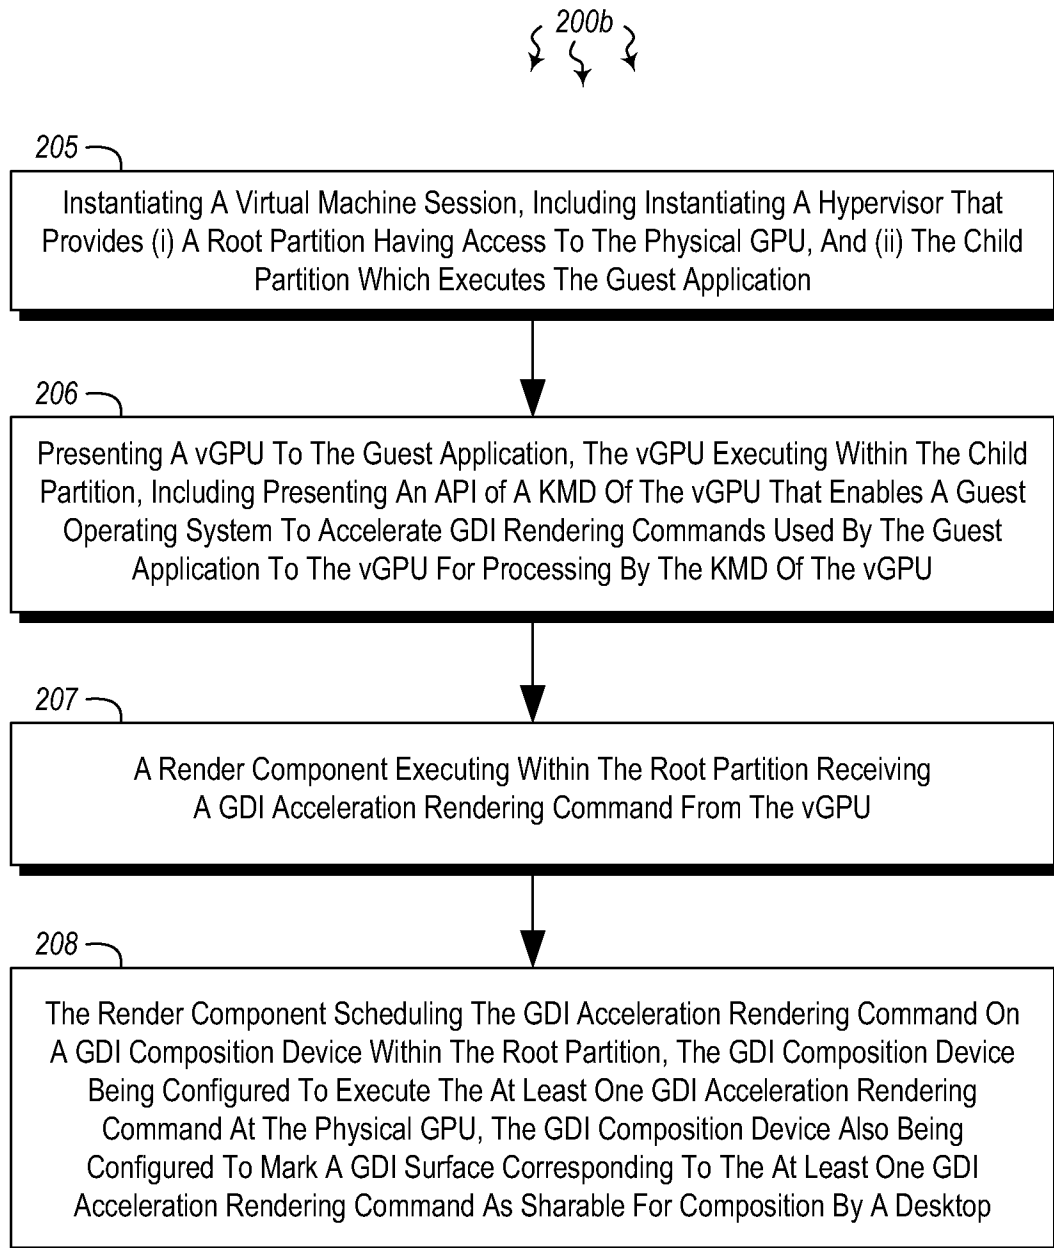 200b
205
Instantiating A Virtual Machine Session, Including Instantiating A Hypervisor That
Provides (i) A Root Partition Having Access To The Physical GPU, And (ii) The Child
Partition Which Executes The Guest Application
206
Presenting A vGPU To The Guest Application, The vGPU Executing Within The Child
Partition, Including Presenting An API of A KMD Of The vGPU That Enables A Guest
Operating System To Accelerate GDI Rendering Commands Used By The Guest
Application To The vGPU For Processing By The KMD Of The vGPU
207
A Render Component Executing Within The Root Partition Receiving
A GDI Acceleration Rendering Command From The vGPU
208
The Render Component Scheduling The GDI Acceleration Rendering Command On
A GDI Composition Device Within The Root Partition, The GDI Composition Device
Being Configured To Execute The At Least One GDI Acceleration Rendering
Command At The Physical GPU, The GDI Composition Device Also Being
Configured To Mark A GDI Surface Corresponding To The At Least One GDI
Acceleration Rendering Command As Sharable For Composition By A Desktop